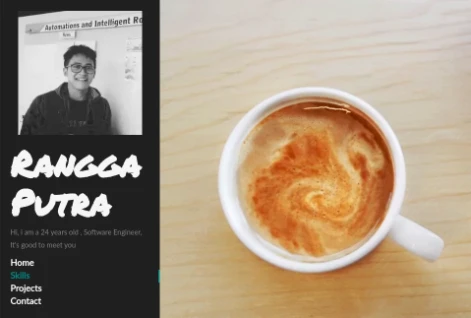 Automations and Intelligent Ro
RANGGA
PUTRA
Hi, i am a 24 years old . Software Engineer,
It's good to meet you
Home
Skills
Projects
Contact